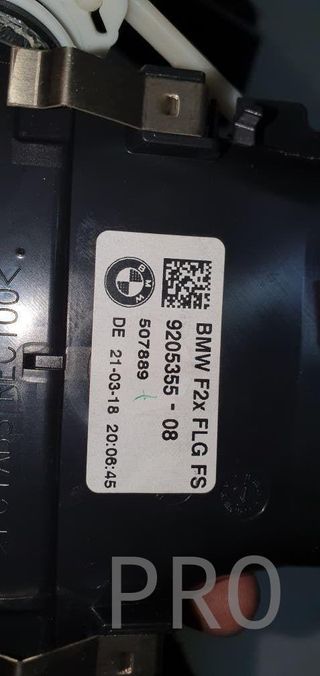 BMW F2x FLG FS
9205355 - 08
507889
DE 21-03-18 20:06:45
BMW
PRO